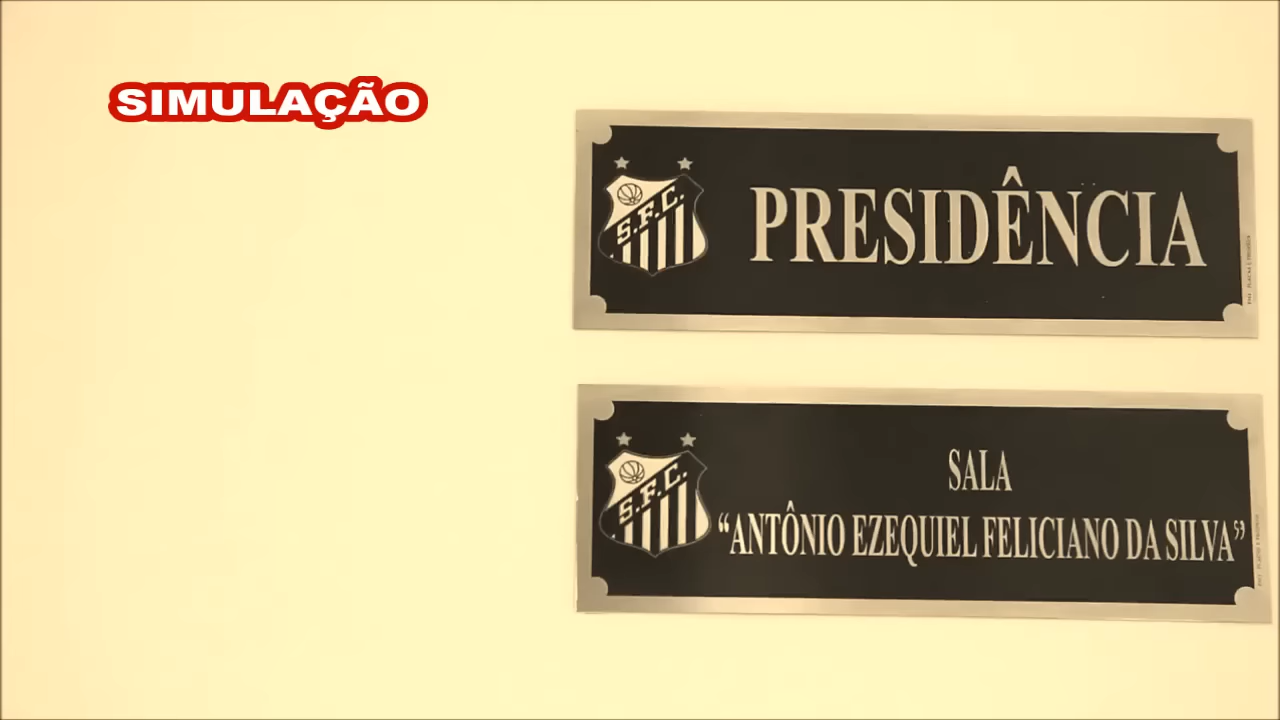 SIMULAÇÃO
S.F.C.
PRESIDÊNCIA
S.F.C.
SALA
“ANTÔNIO EZEQUIEL FELICIANO DA SILVA”